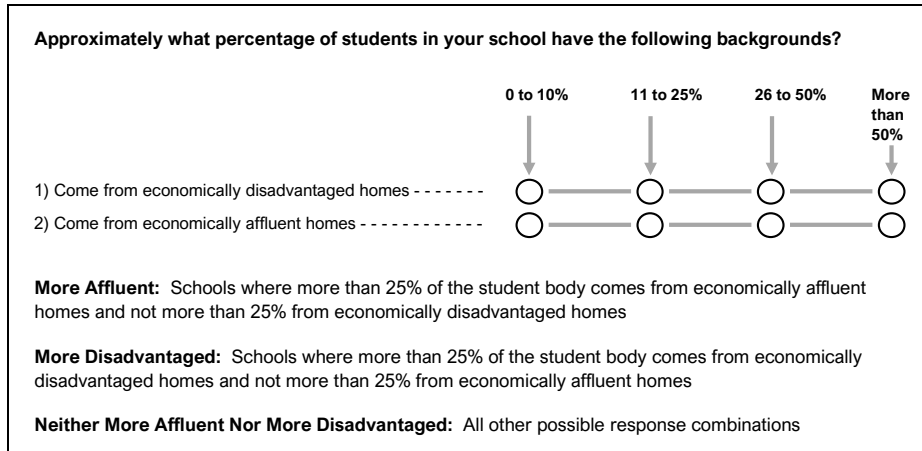 Approximately what percentage of students in your school have the following backgrounds?
0 to 10% 11 to 25% 26 to 50% More
than
50%
1) Come from economically disadvantaged homes - - - - - - -
2) Come from economically affluent homes - - - - - - - - - - - -
More Affluent: Schools where more than 25% of the student body comes from economically affluent
homes and not more than 25% from economically disadvantaged homes
More Disadvantaged: Schools where more than 25% of the student body comes from economically
disadvantaged homes and not more than 25% from economically affluent homes
Neither More Affluent Nor More Disadvantaged: All other possible response combinations